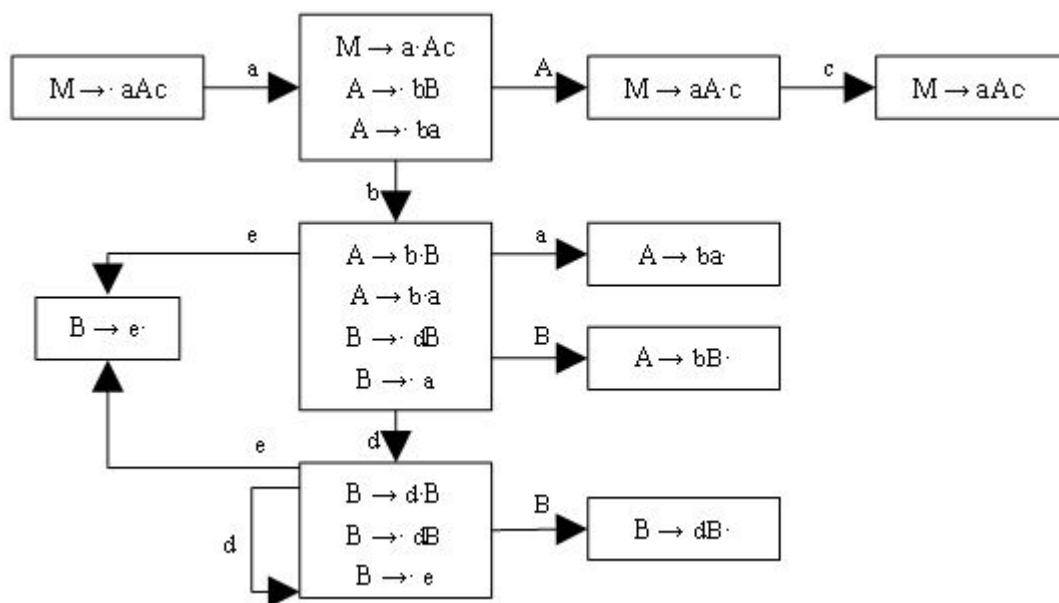 M → · aAc
a
M → a·Ac
A → · bB
A → · ba
A
M → aA·c
c
M → aAc
b
A → b·B
A → b·a
B → · dB
B → · a
e
a
A → ba·
B → e·
B
A → bB·
d
e
B → d·B
B → · dB
B → · e
d
B
B → dB·